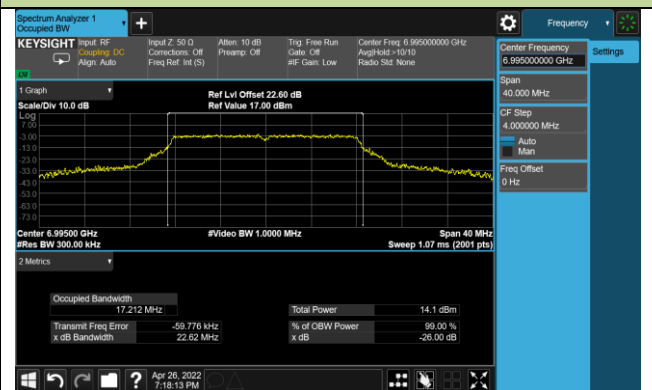 Spectrum Analyzer 1
Occupied BW
Frequency
KEYSIGHT
Input: RF
Coupling: DC
Align: Auto
Input Z: 50 Ω
Corrections: Off
Freq Ref: Int (S)
Atten: 10 dB
Preamp: Off
Trig: Free Run
Gate: Off
#IF Gain: Low
Center Freq: 6.995000000 GHz
Avg|Hold:>10/10
Radio Std: None
Center Frequency
6.995000000 GHz
Settings
Span
40.000 MHz
CF Step
4.000000 MHz
Auto
Man
Freq Offset
0 Hz
1 Graph
Scale/Div 10.0 dB
Ref Lvl Offset 22.60 dB
Ref Value 17.00 dBm
Log
7.00
-3.00
-13.0
-23.0
-33.0
-43.0
-53.0
-63.0
-73.0
Center 6.99500 GHz
#Res BW 300.00 kHz
#Video BW 1.0000 MHz
Span 40 MHz
Sweep 1.07 ms (2001 pts)
2 Metrics
Occupied Bandwidth
17.212 MHz
Total Power 14.1 dBm
Transmit Freq Error -59.776 kHz
% of OBW Power 99.00 %
x dB Bandwidth 22.62 MHz
x dB -26.00 dB
?
Apr 26, 2022
7:18:13 PM